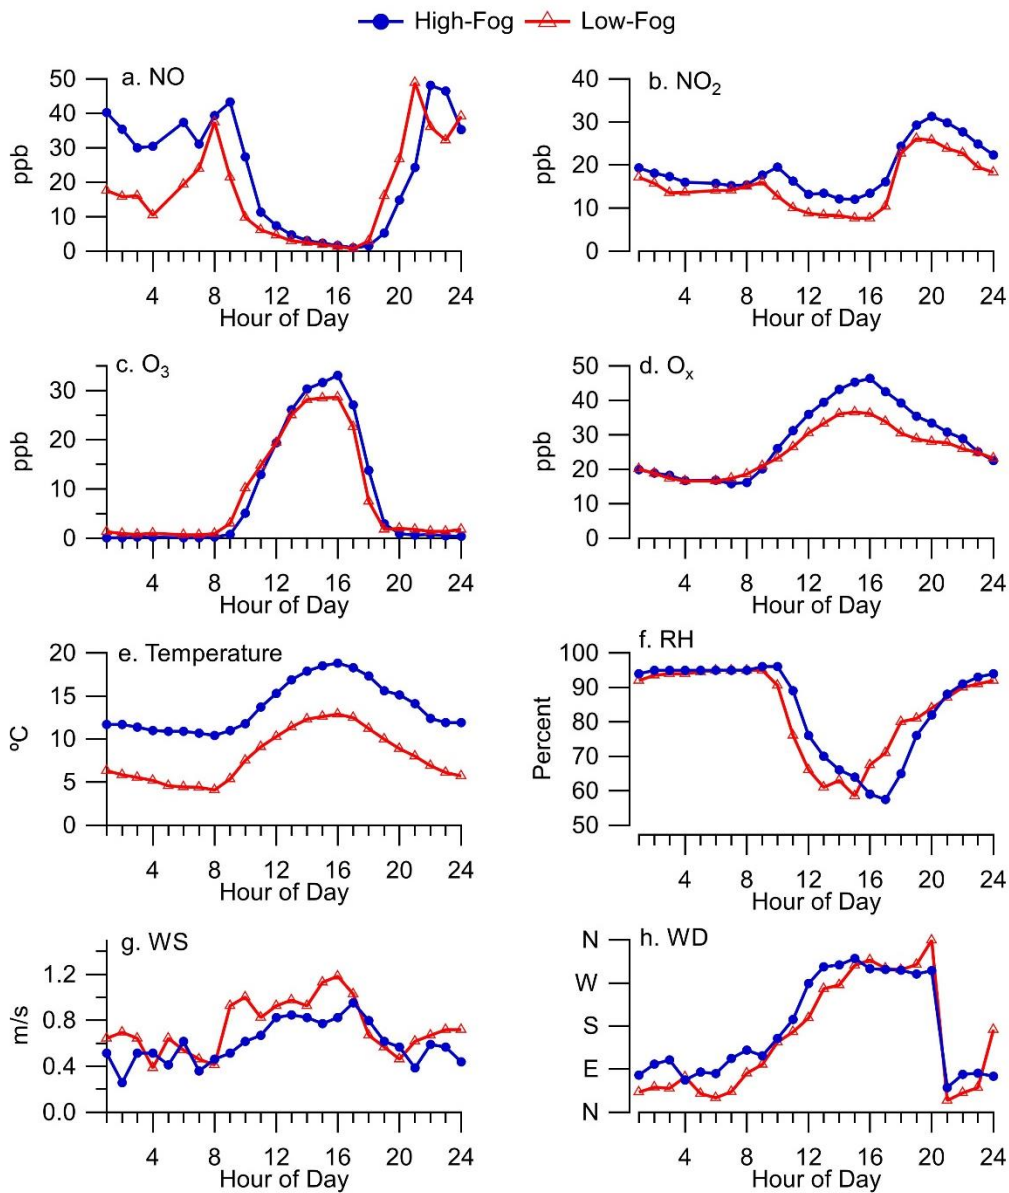 High-Fog Low-Fog
a. NO
50
40
30
20
10
0
ppb
4 8 12 16 20 24
Hour of Day
b. NO₂
40
30
20
10
0
ppb
4 8 12 16 20 24
Hour of Day
c. O₃
30
20
10
0
ppb
4 8 12 16 20 24
Hour of Day
d. Oₓ
50
40
30
20
10
0
ppb
4 8 12 16 20 24
Hour of Day
e. Temperature
20
15
10
5
0
ºC
4 8 12 16 20 24
Hour of Day
f. RH
100
90
80
70
60
50
Percent
4 8 12 16 20 24
Hour of Day
g. WS
1.2
0.8
0.4
0.0
m/s
4 8 12 16 20 24
Hour of Day
h. WD
N
W
S
E
N
4 8 12 16 20 24
Hour of Day